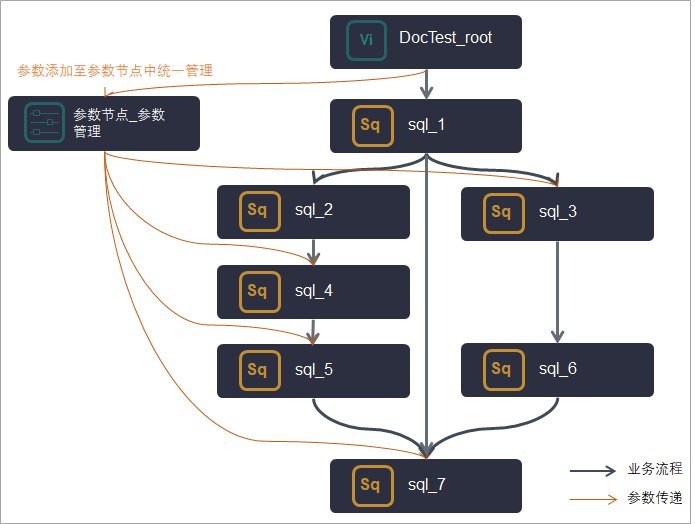 Vi DocTest_root
参数添加至参数节点中统一管理
参数节点_参数
管理
Sq sql_1
Sq sql_2
Sq sql_3
Sq sql_4
Sq sql_5
Sq sql_6
Sq sql_7
业务流程
参数传递